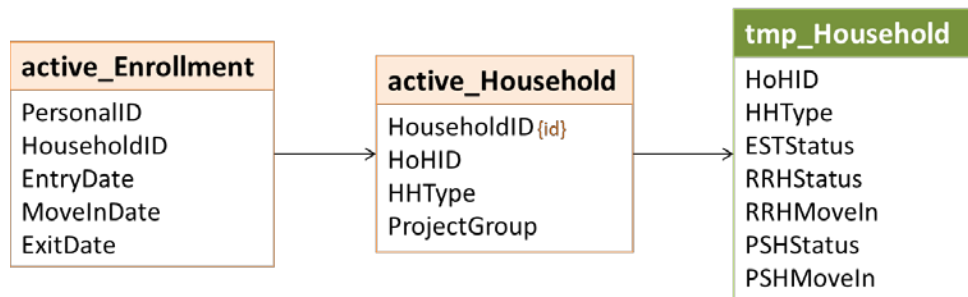 active_Enrollment
PersonalID
HouseholdID
EntryDate
MoveInDate
ExitDate
active_Household
HouseholdID {id}
HoHID
HHType
ProjectGroup
tmp_Household
HoHID
HHType
ESTStatus
RRHStatus
RRHMoveIn
PSHStatus
PSHMoveIn